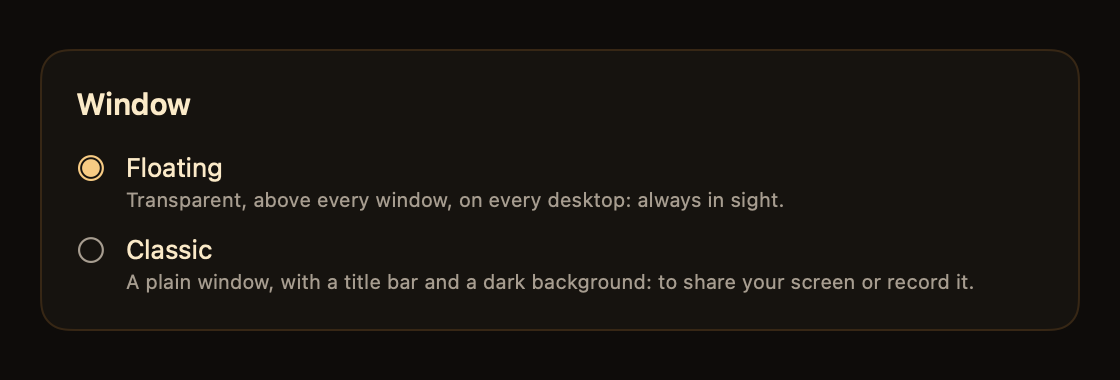 Window
Floating
Transparent, above every window, on every desktop: always in sight.
Classic
A plain window, with a title bar and a dark background: to share your screen or record it.